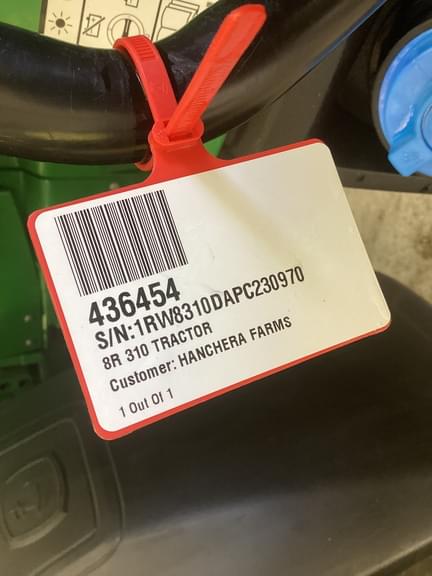 436454
S/N:1RW8310DAPC230970
8R 310 TRACTOR
Customer: HANCHERA FARMS
1 Out Of 1